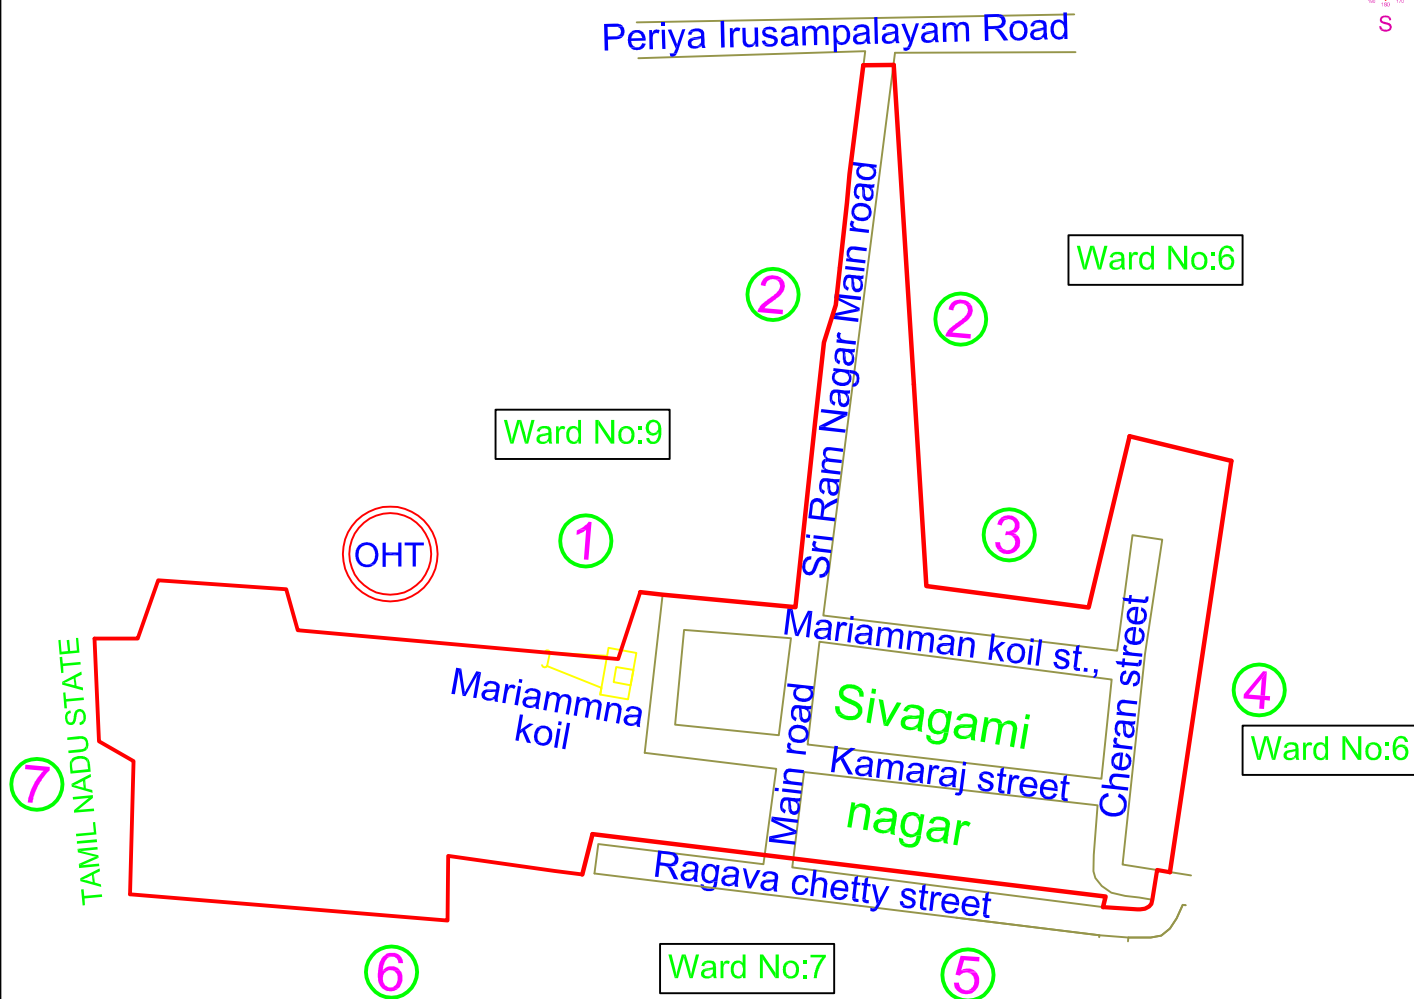 S
Periya Irusampalayam Road
Sri Ram Nagar Main road
Ward No:6
2
2
Ward No:9
1
3
OHT
Mariamman koil st.,
Cheran street
TAMIL NADU STATE
Mariammna
koil
Sivagami
nagar
Main road
Kamaraj street
4
Ward No:6
7
Ragava chetty street
Ward No:7
6
5